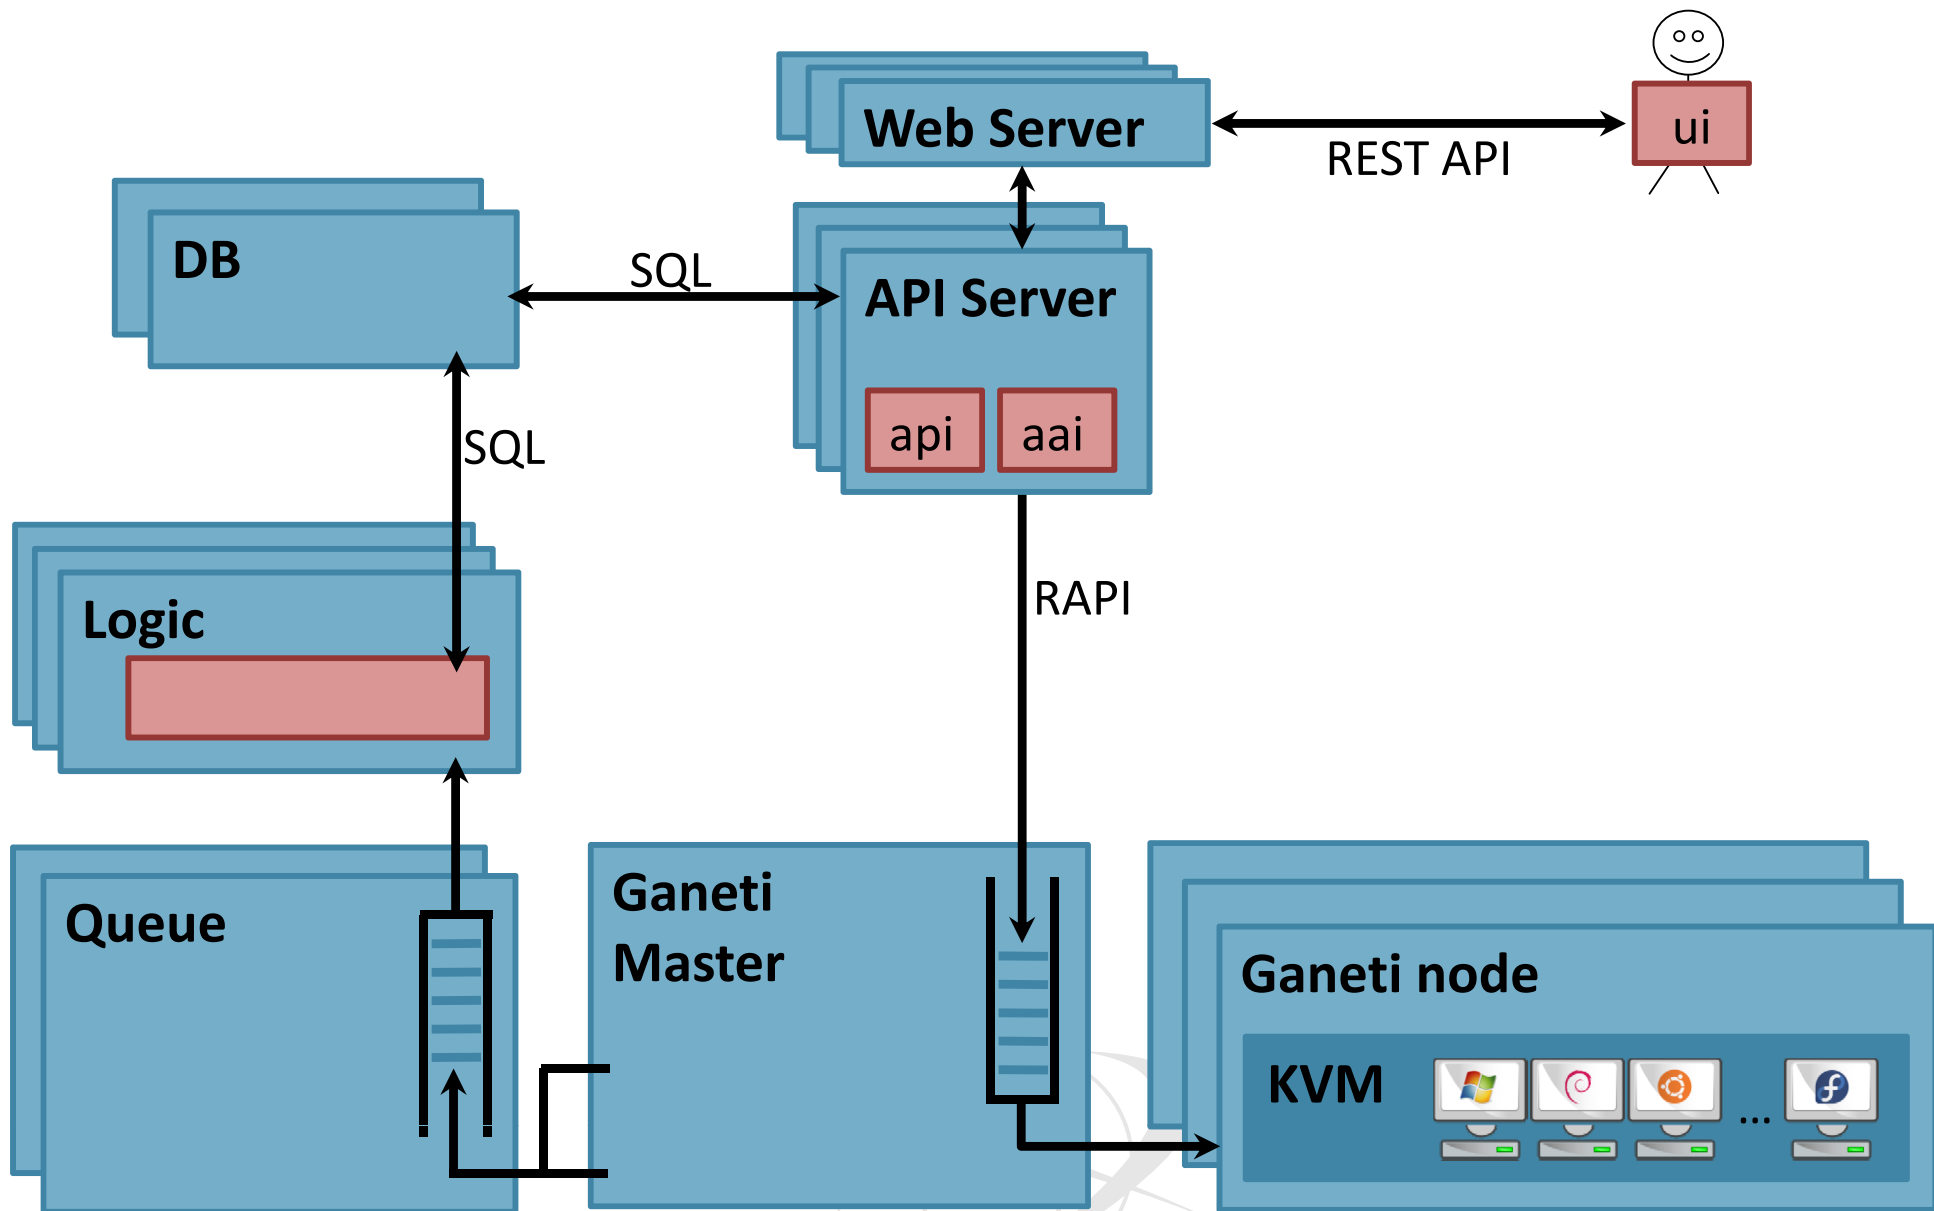 Web Server
ui
REST API
DB
SQL
API Server
api
aai
SQL
Logic
RAPI
Queue
Ganeti
Master
Ganeti node
KVM
...